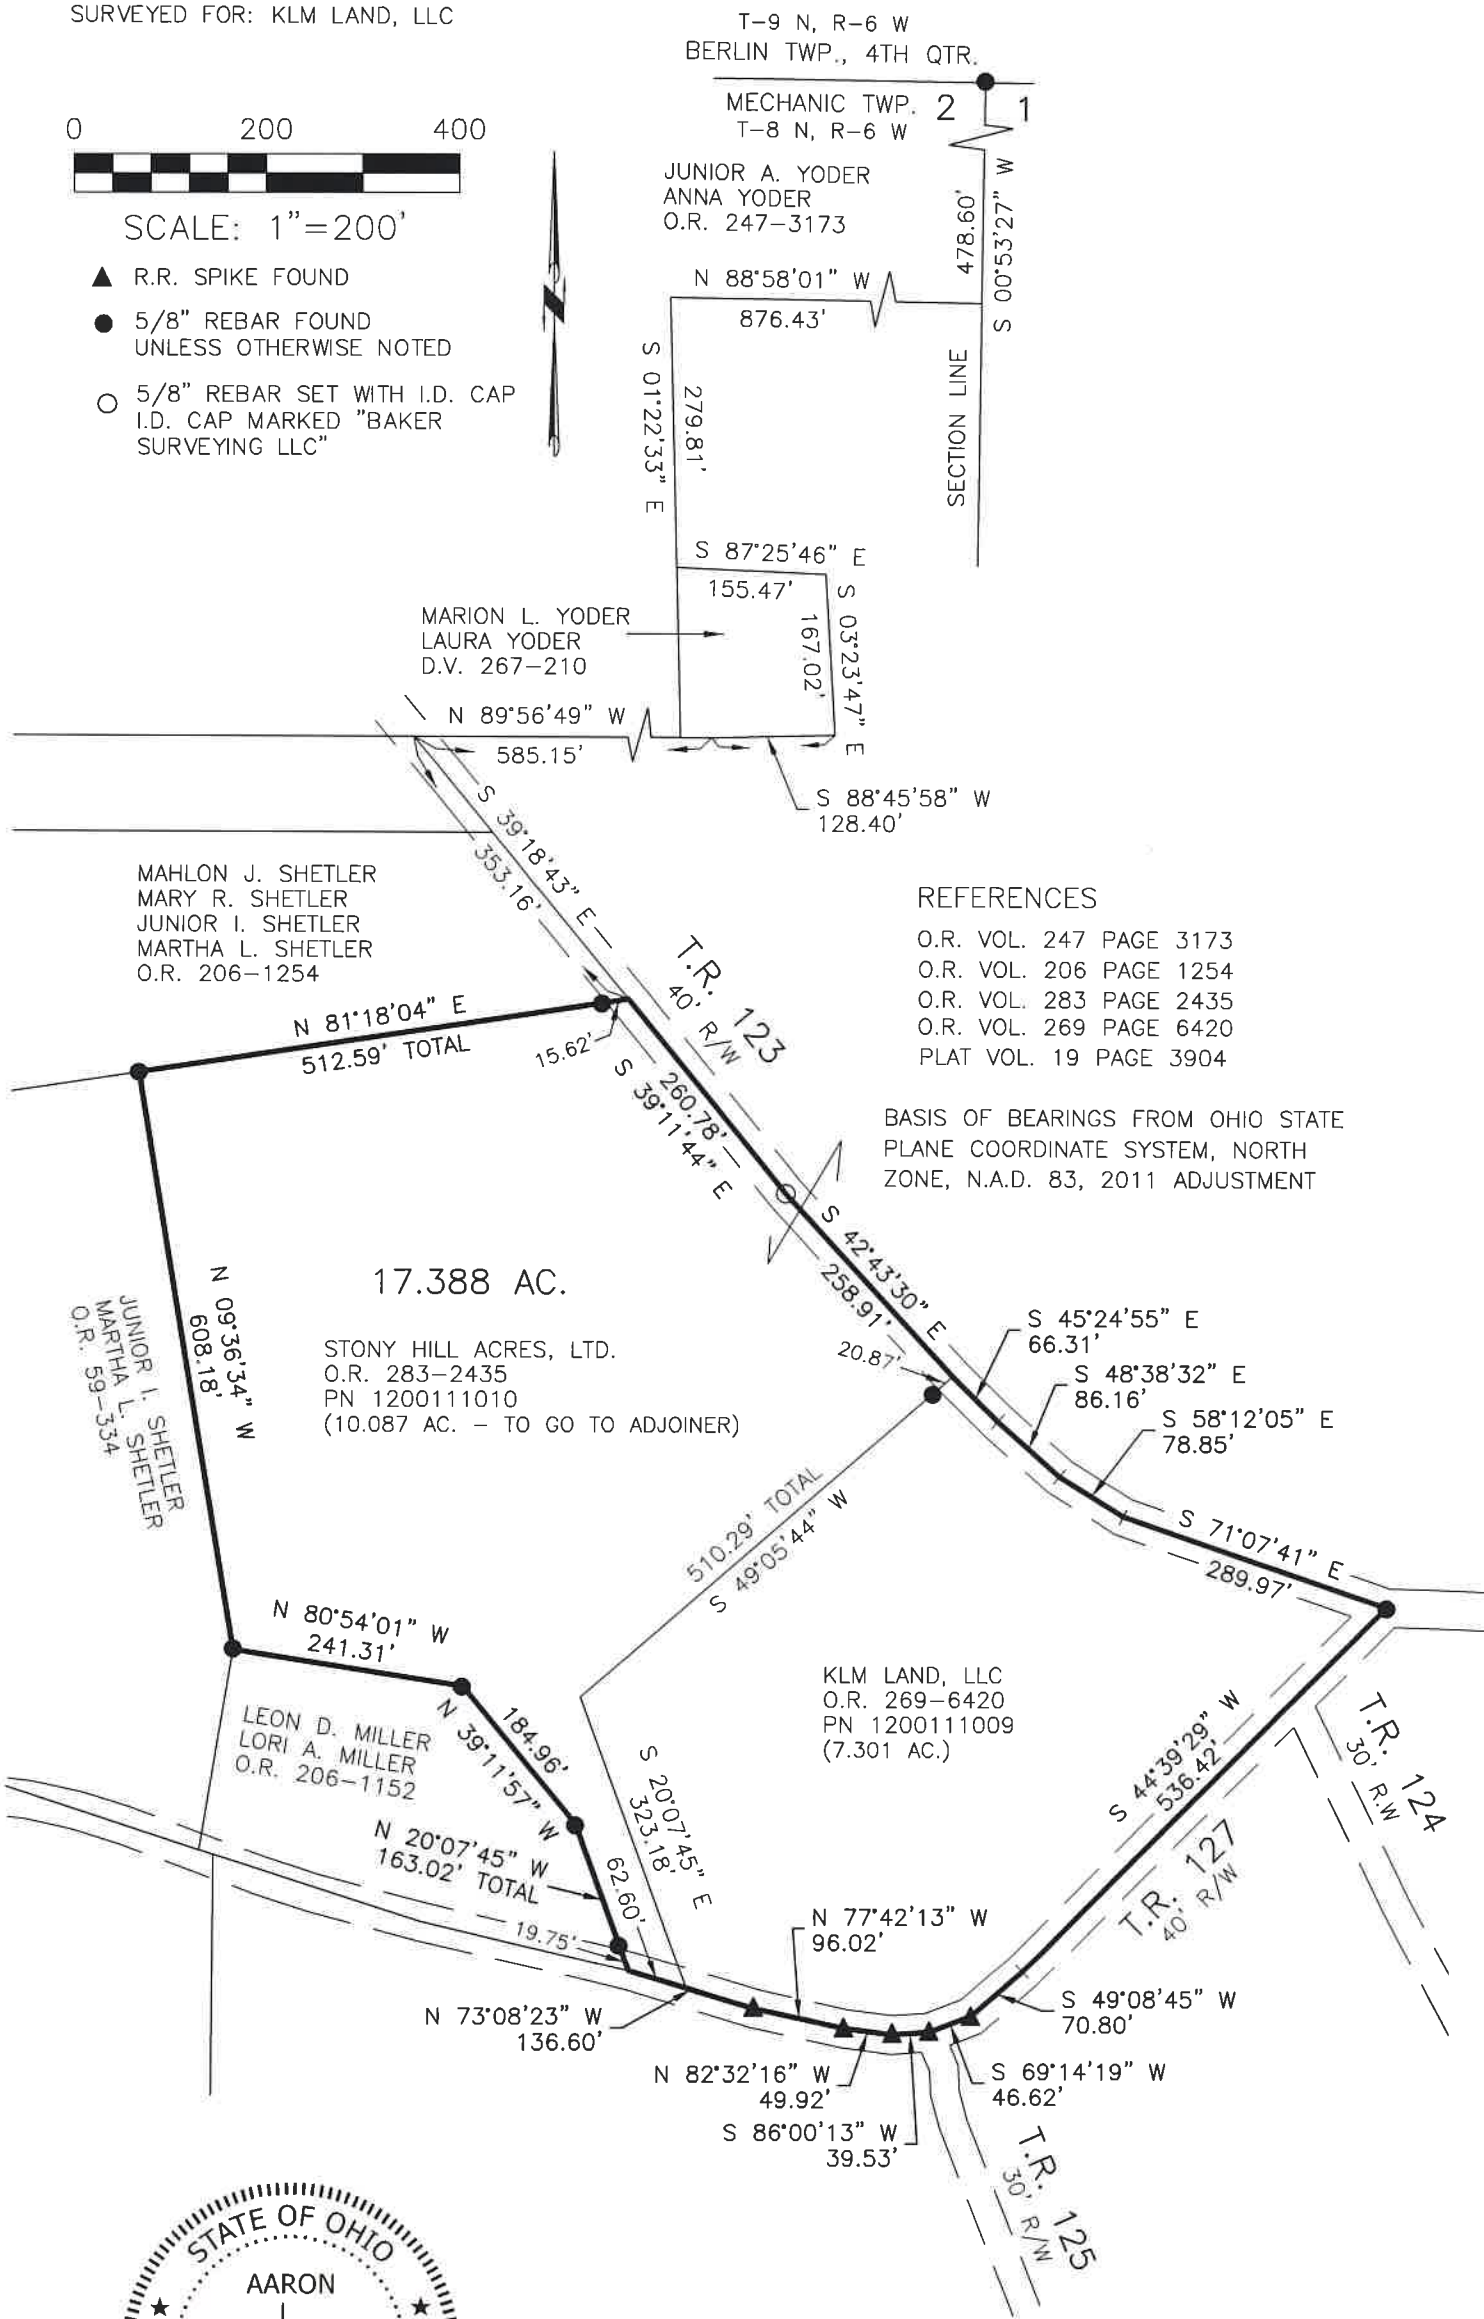 SURVEYED FOR: KLM LAND, LLC
T-9 N, R-6 W
BERLIN TWP., 4TH QTR.
MECHANIC TWP.
T-8 N, R-6 W
2
1
0
200
400
SCALE: 1"=200'
R.R. SPIKE FOUND
5/8" REBAR FOUND
UNLESS OTHERWISE NOTED
5/8" REBAR SET WITH I.D. CAP
I.D. CAP MARKED "BAKER
SURVEYING LLC"
N
JUNIOR A. YODER
ANNA YODER
O.R. 247-3173
478.60'
S 00°53'27" W
N 88°58'01" W
876.43'
S 01°22'33" E
279.81'
SECTION LINE
S 87°25'46" E
155.47'
S 03°23'47" E
167.02'
MARION L. YODER
LAURA YODER
D.V. 267-210
N 89°56'49" W
585.15'
S 88°45'58" W
128.40'
S 39°18'43" E
353.16'
MAHLON J. SHETLER
MARY R. SHETLER
JUNIOR I. SHETLER
MARTHA L. SHETLER
O.R. 206-1254
REFERENCES
O.R. VOL. 247 PAGE 3173
O.R. VOL. 206 PAGE 1254
O.R. VOL. 283 PAGE 2435
O.R. VOL. 269 PAGE 6420
PLAT VOL. 19 PAGE 3904
T.R. 123
40' R/W
N 81°18'04" E
512.59' TOTAL
15.62'
260.78'
S 39°11'44" E
BASIS OF BEARINGS FROM OHIO STATE
PLANE COORDINATE SYSTEM, NORTH
ZONE, N.A.D. 83, 2011 ADJUSTMENT
S 42°43'30" E
258.91'
20.87'
17.388 AC.
STONY HILL ACRES, LTD.
O.R. 283-2435
PN 1200111010
(10.087 AC. - TO GO TO ADJOINER)
N 09°36'34" W
608.18'
JUNIOR I. SHETLER
MARTHA L. SHETLER
O.R. 59-334
S 45°24'55" E
66.31'
S 48°38'32" E
86.16'
S 58°12'05" E
78.85'
S 71°07'41" E
289.97'
510.29' TOTAL
S 49°05'44" W
N 80°54'01" W
241.31'
184.96'
N 39°11'57" W
LEON D. MILLER
LORI A. MILLER
O.R. 206-1152
KLM LAND, LLC
O.R. 269-6420
PN 1200111009
(7.301 AC.)
S 20°07'45" E
323.18'
S 44°39'29" W
536.42'
T.R. 124
30' R.W
T.R. 127
40' R/W
N 20°07'45" W
163.02' TOTAL
62.60'
19.75'
N 77°42'13" W
96.02'
N 73°08'23" W
136.60'
S 49°08'45" W
70.80'
N 82°32'16" W
49.92'
S 69°14'19" W
46.62'
S 86°00'13" W
39.53'
T.R. 125
30' R/W
STATE OF OHIO
AARON